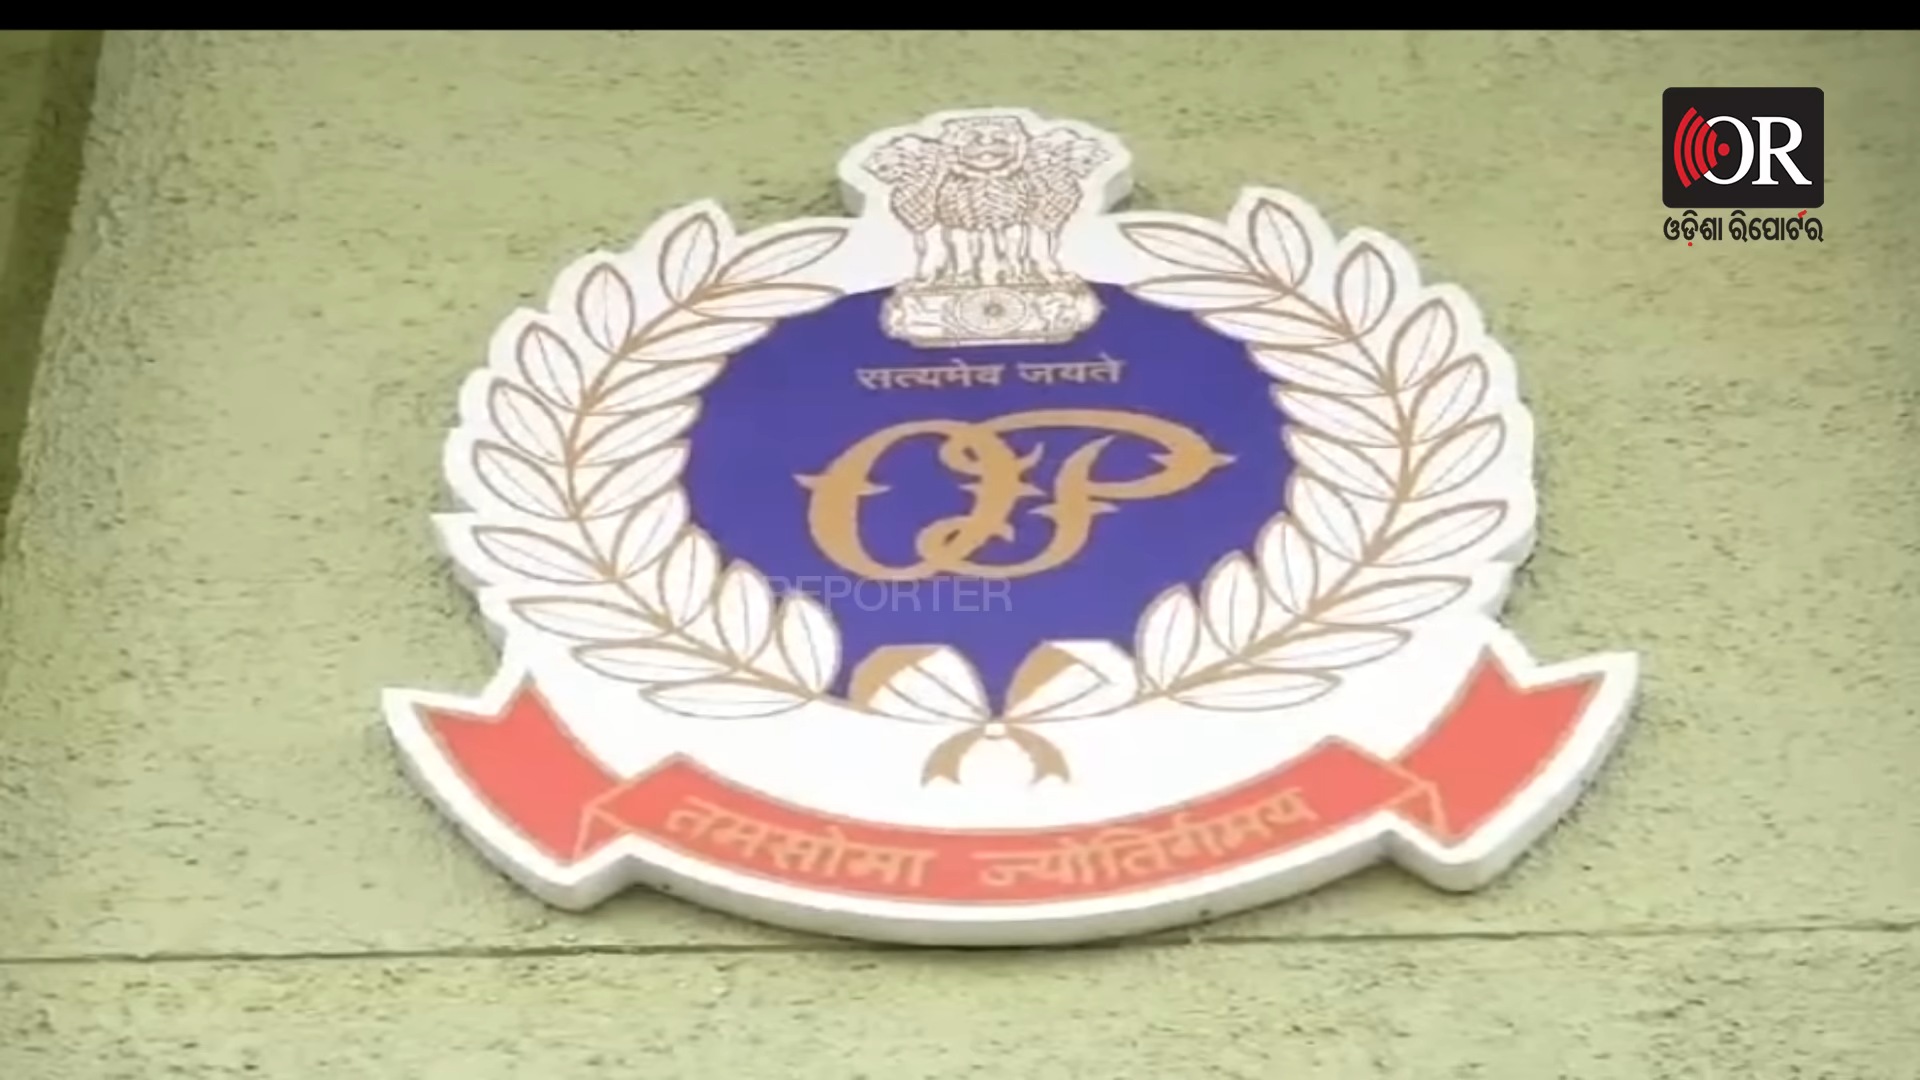 OR
ଓଡ଼ିଶା ରିପୋର୍ଟର
सत्यमेव जयते
OP
REPORTER
तमसोमा ज्योतिर्गमय